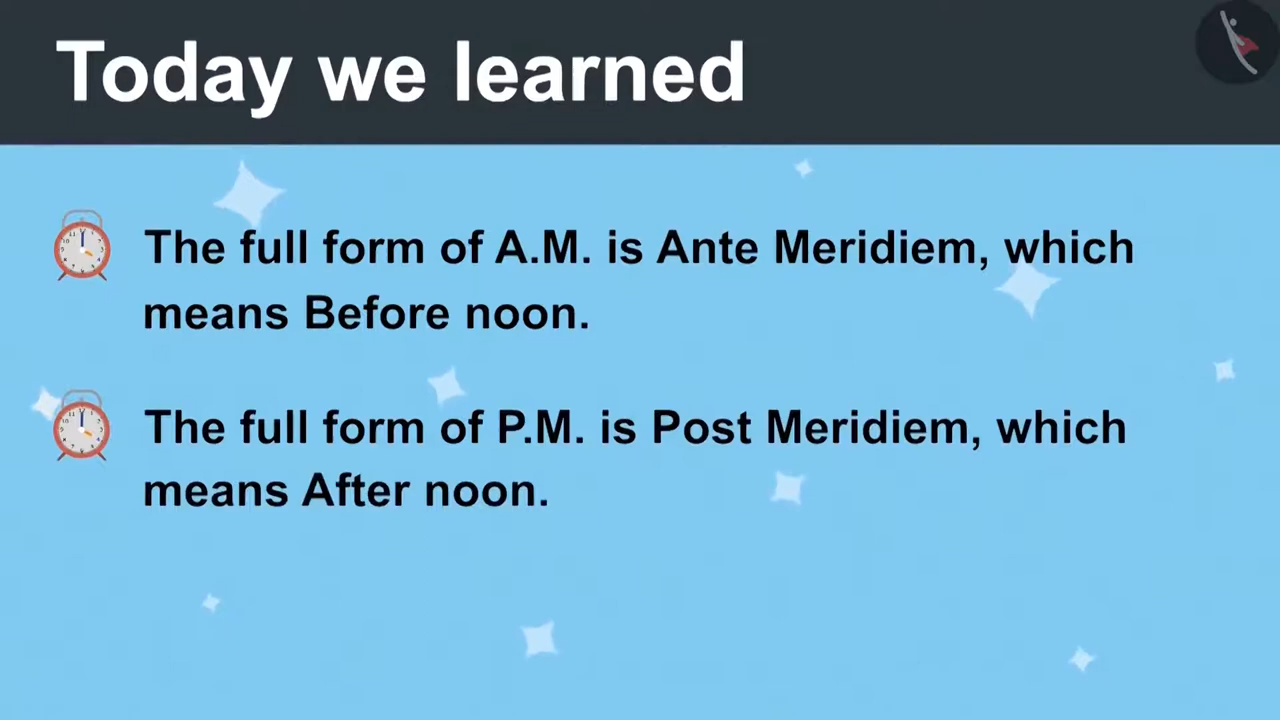 Today we learned
The full form of A.M. is Ante Meridiem, which
means Before noon.
The full form of P.M. is Post Meridiem, which
means After noon.